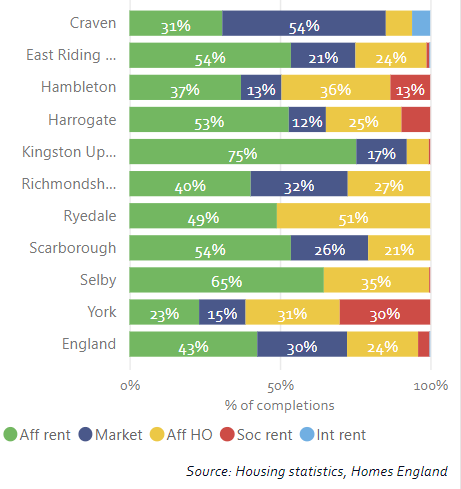 Craven 31% 54%
East Riding ... 54% 21% 24%
Hambleton 37% 13% 36% 13%
Harrogate 53% 12% 25%
Kingston Up... 75% 17%
Richmondsh... 40% 32% 27%
Ryedale 49% 51%
Scarborough 54% 26% 21%
Selby 65% 35%
York 23% 15% 31% 30%
England 43% 30% 24%
0% 50% 100%
% of completions
Aff rent Market Aff HO Soc rent Int rent
Source: Housing statistics, Homes England